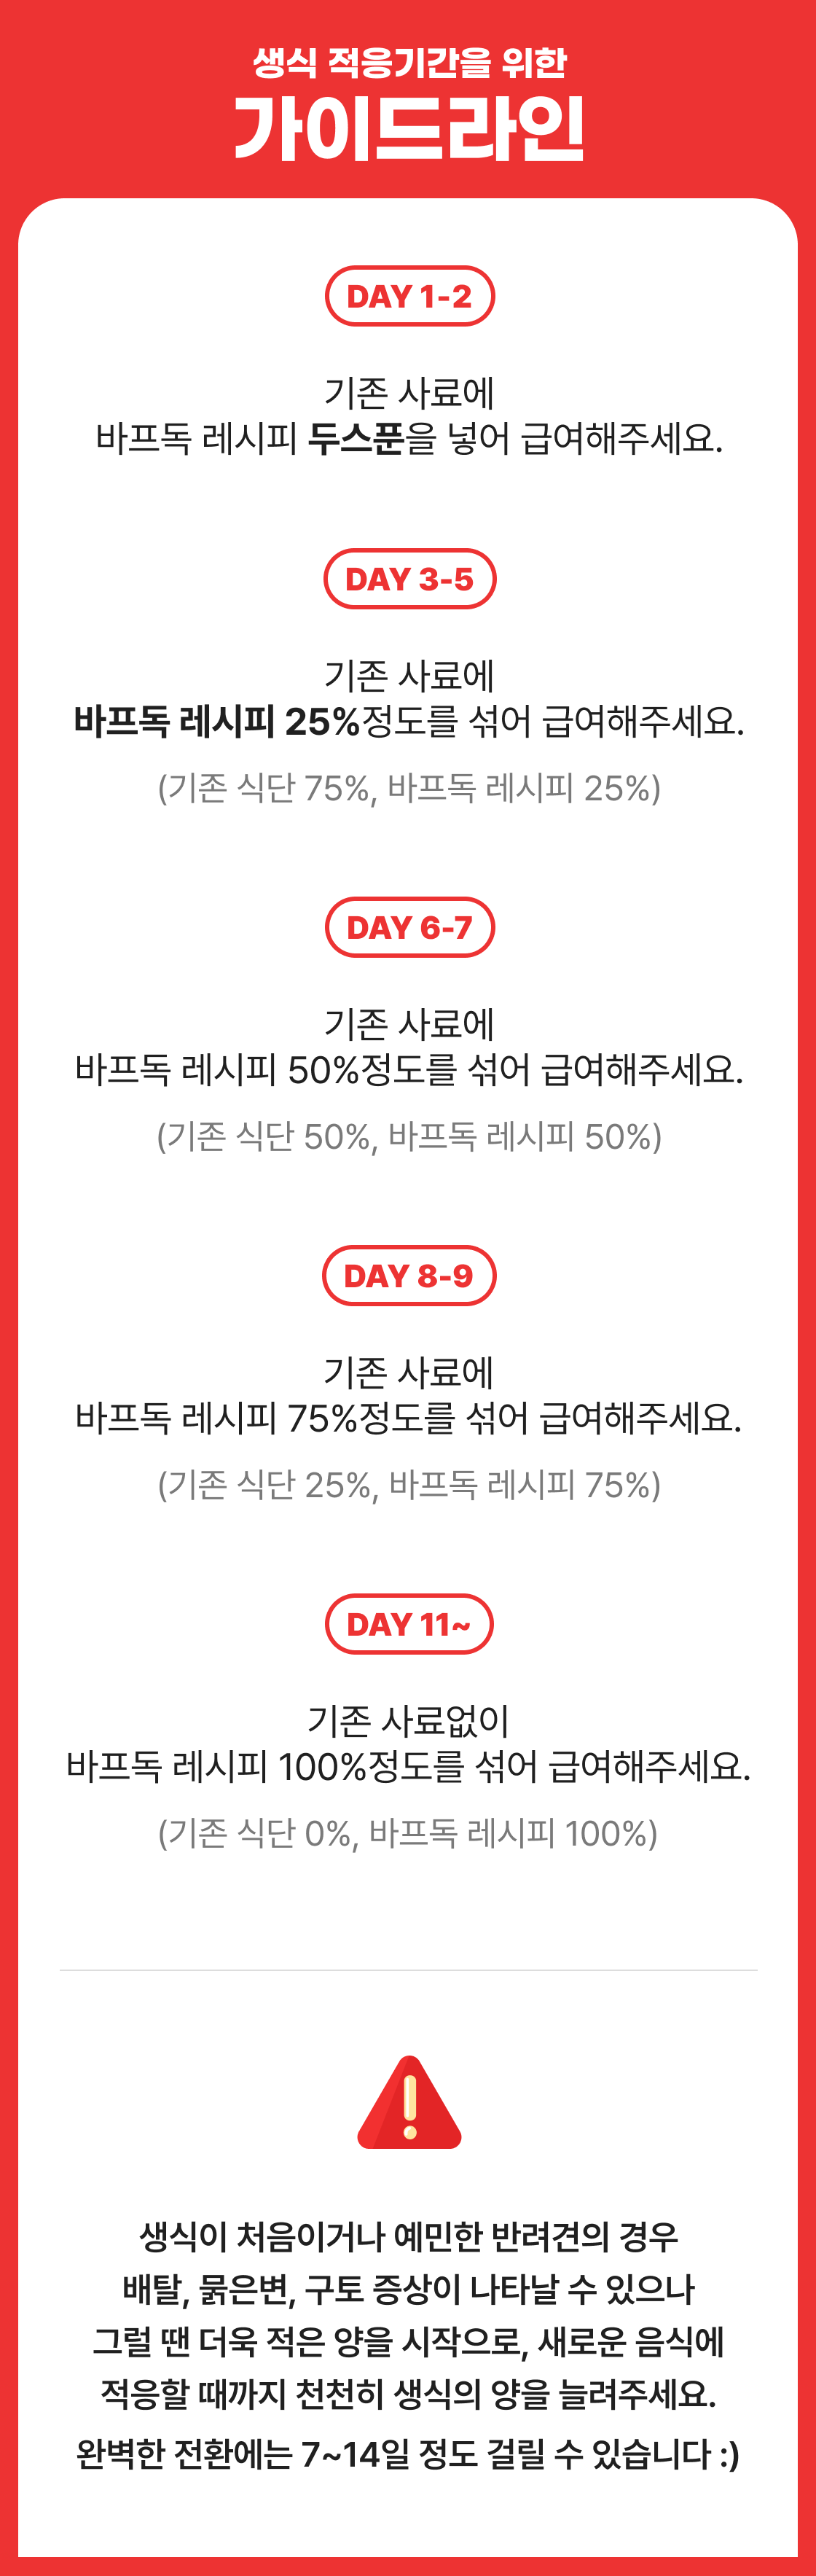 생식 적응기간을 위한
가이드라인
DAY 1-2
기존 사료에
바프독 레시피 두스푼을 넣어 급여해주세요.
DAY 3-5
기존 사료에
바프독 레시피 25%정도를 섞어 급여해주세요.
(기존 식단 75%, 바프독 레시피 25%)
DAY 6-7
기존 사료에
바프독 레시피 50%정도를 섞어 급여해주세요.
(기존 식단 50%, 바프독 레시피 50%)
DAY 8-9
기존 사료에
바프독 레시피 75%정도를 섞어 급여해주세요.
(기존 식단 25%, 바프독 레시피 75%)
DAY 11~
기존 사료없이
바프독 레시피 100%정도를 섞어 급여해주세요.
(기존 식단 0%, 바프독 레시피 100%)
생식이 처음이거나 예민한 반려견의 경우
배탈, 묽은변, 구토 증상이 나타날 수 있으나
그럴 땐 더욱 적은 양을 시작으로, 새로운 음식에
적응할 때까지 천천히 생식의 양을 늘려주세요.
완벽한 전환에는 7~14일 정도 걸릴 수 있습니다 :)